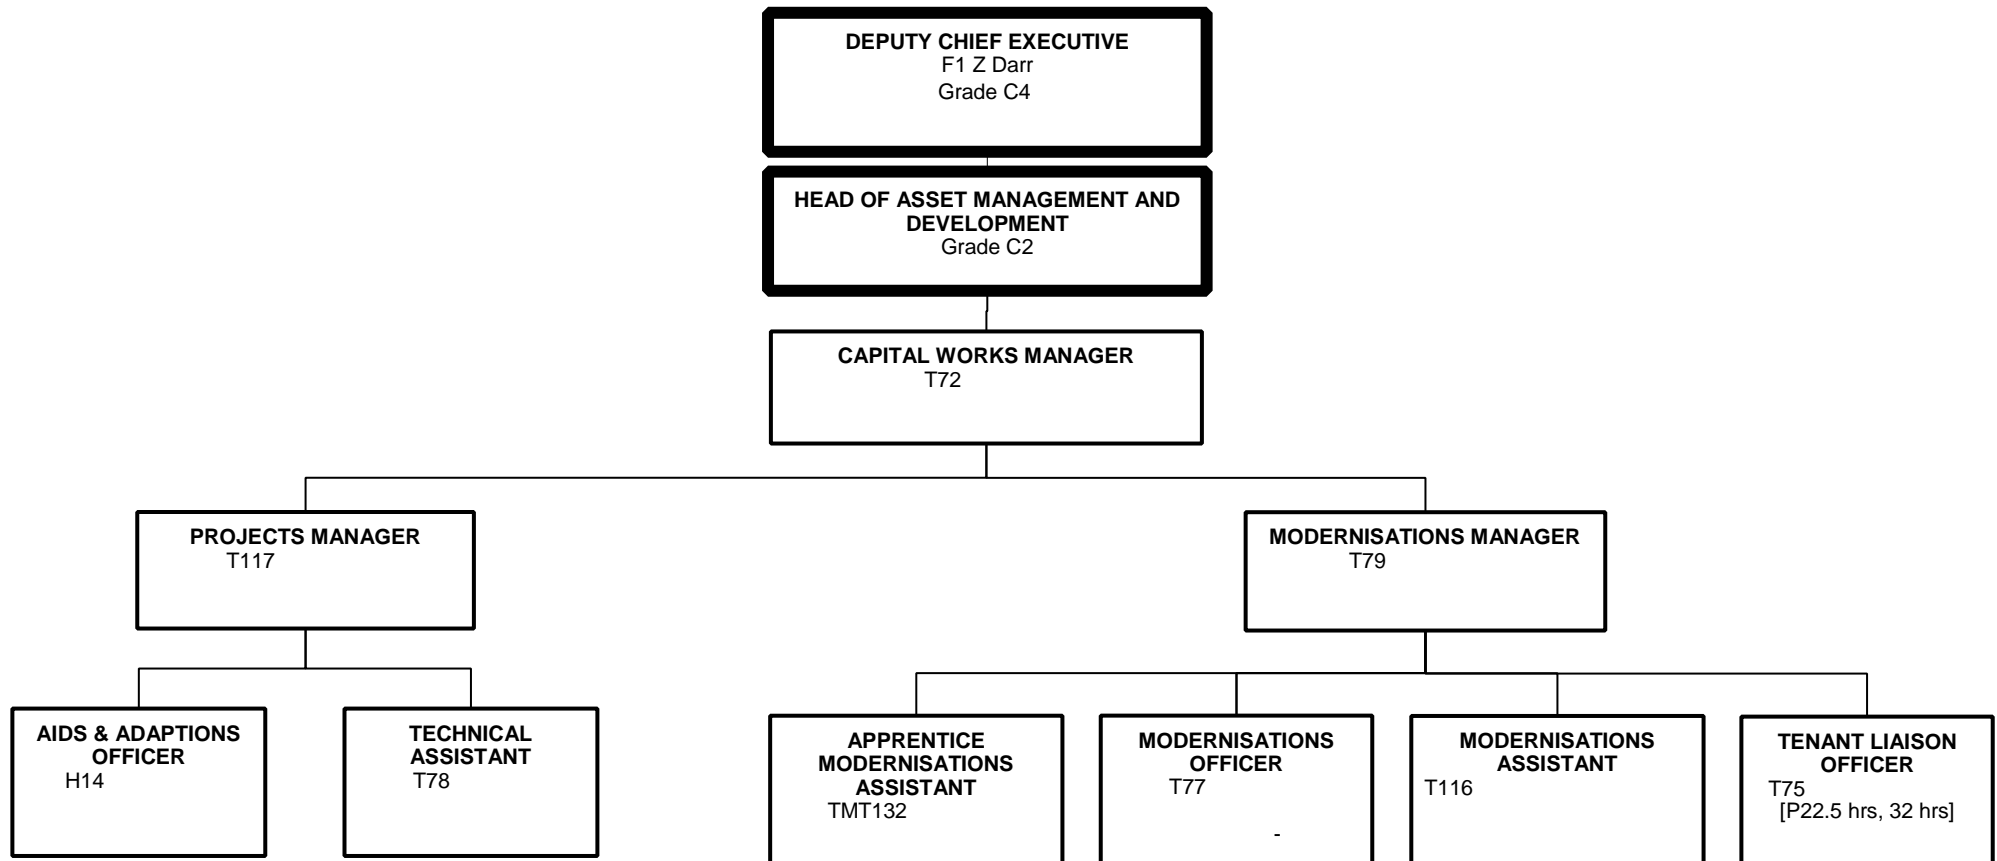 DEPUTY CHIEF EXECUTIVE
F1 Z Darr
Grade C4
HEAD OF ASSET MANAGEMENT AND
DEVELOPMENT
Grade C2
CAPITAL WORKS MANAGER
T72
PROJECTS MANAGER
T117
MODERNISATIONS MANAGER
T79
AIDS & ADAPTIONS
OFFICER
H14
TECHNICAL
ASSISTANT
T78
APPRENTICE
MODERNISATIONS
ASSISTANT
TMT132
MODERNISATIONS
OFFICER
T77
-
MODERNISATIONS
ASSISTANT
T116
TENANT LIAISON
OFFICER
T75
[P22.5 hrs, 32 hrs]